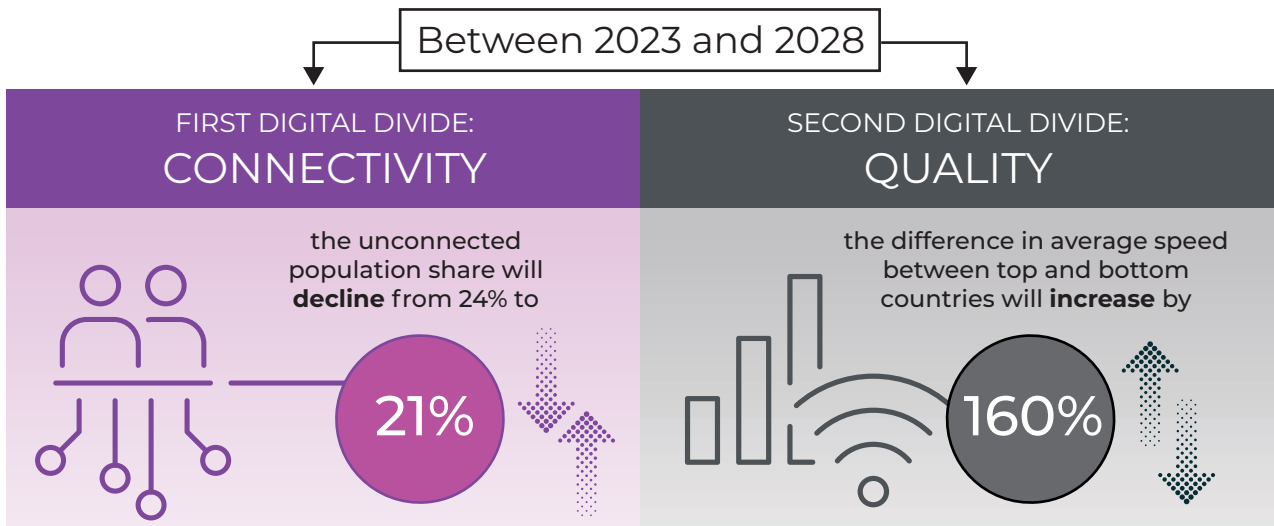 Between 2023 and 2028
FIRST DIGITAL DIVIDE:
CONNECTIVITY
the unconnected
population share will
decline from 24% to
21%
SECOND DIGITAL DIVIDE:
QUALITY
the difference in average speed
between top and bottom
countries will increase by
160%